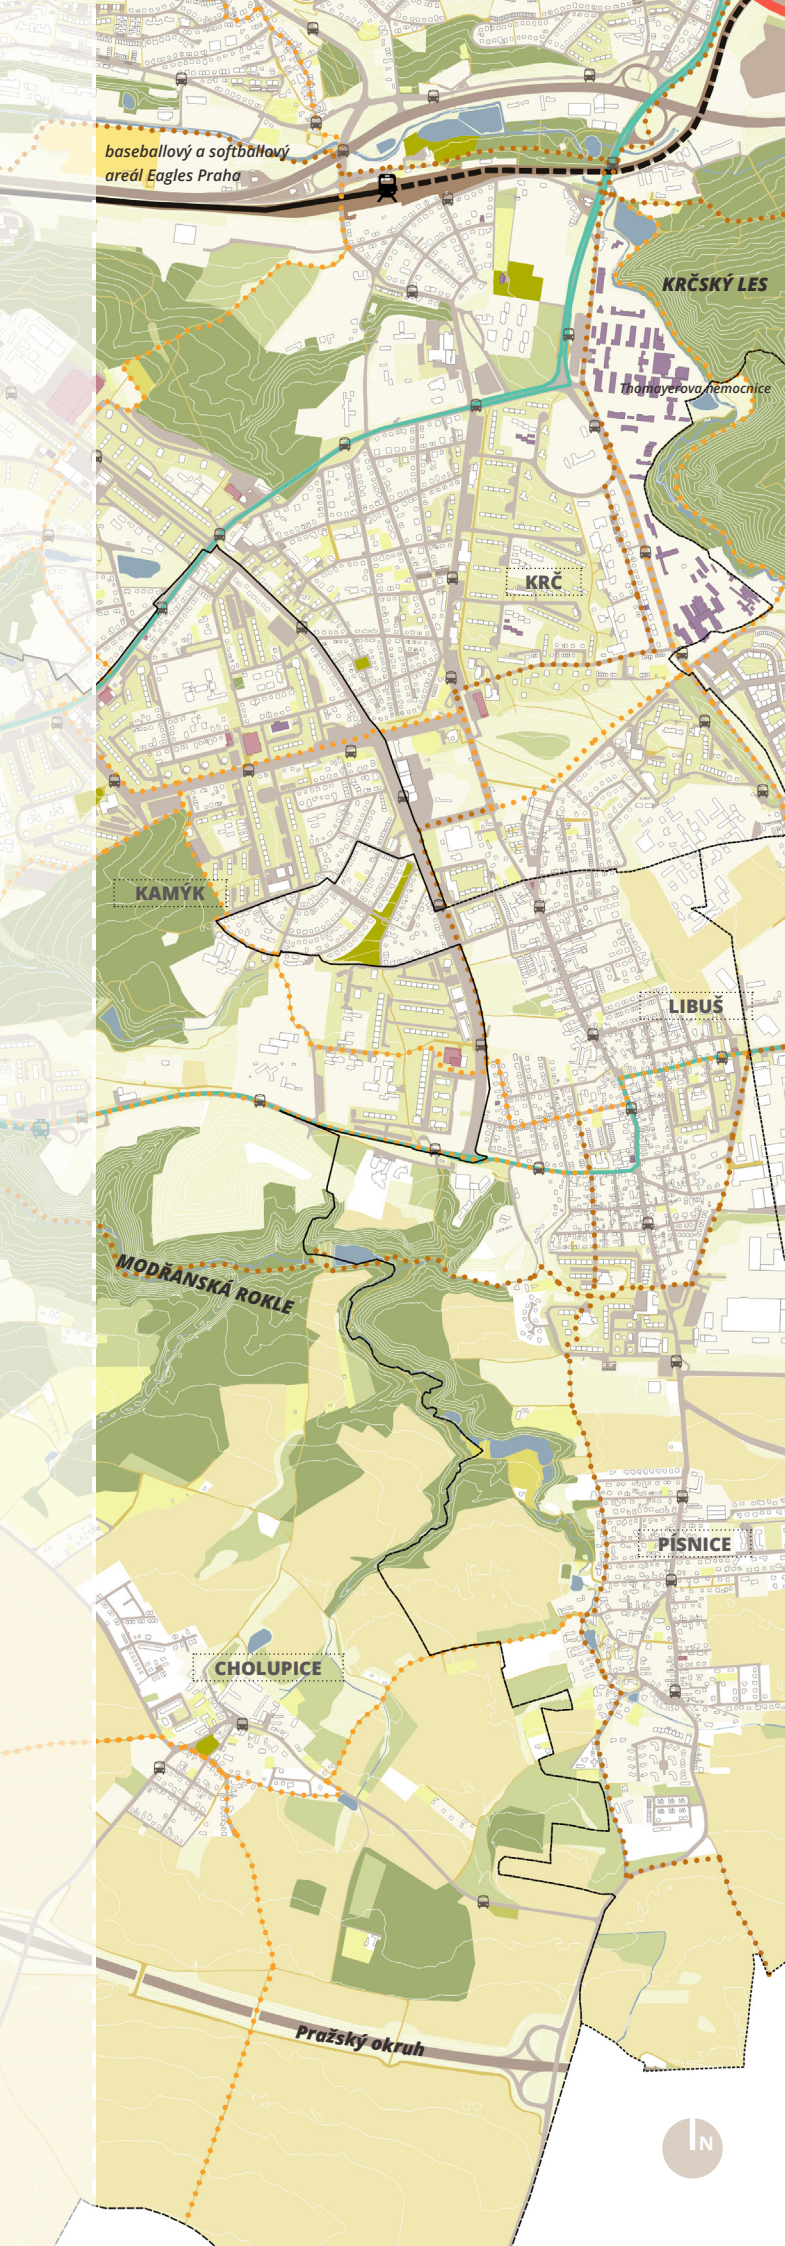 baseballový a softballový
areál Eagles Praha
KRČSKÝ LES
Thomayerova nemocnice
KRČ
KAMÝK
LIBUŠ
MODŘANSKÁ ROKLE
PÍSNICE
CHOLUPICE
Pražský okruh
N